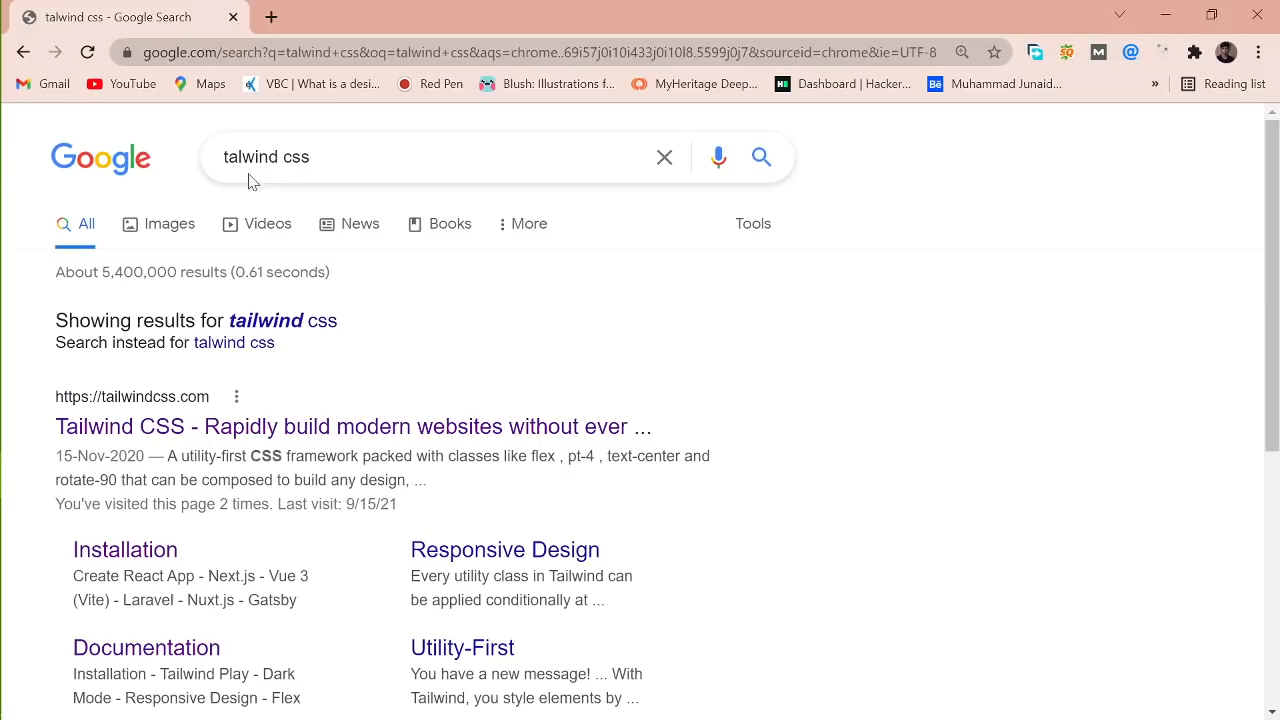 talwind css - Google Search
google.com/search?q=talwind+css&oq=talwind+css&aqs=chrome..69i57j0i10i433j0i10l8.5599j0j7&sourceid=chrome&ie=UTF-8
Gmail YouTube Maps VBC | What is a desi... Red Pen Blush: Illustrations f... MyHeritage Deep... Dashboard | Hacker... Muhammad Junaid... » Reading list
Google talwind css
All Images Videos News Books More Tools
About 5,400,000 results (0.61 seconds)
Showing results for tailwind css
Search instead for talwind css
https://tailwindcss.com
Tailwind CSS - Rapidly build modern websites without ever ...
15-Nov-2020 — A utility-first CSS framework packed with classes like flex , pt-4 , text-center and
rotate-90 that can be composed to build any design, ...
You've visited this page 2 times. Last visit: 9/15/21
Installation
Create React App - Next.js - Vue 3
(Vite) - Laravel - Nuxt.js - Gatsby
Responsive Design
Every utility class in Tailwind can
be applied conditionally at ...
Documentation
Installation - Tailwind Play - Dark
Mode - Responsive Design - Flex
Utility-First
You have a new message! ... With
Tailwind, you style elements by ...